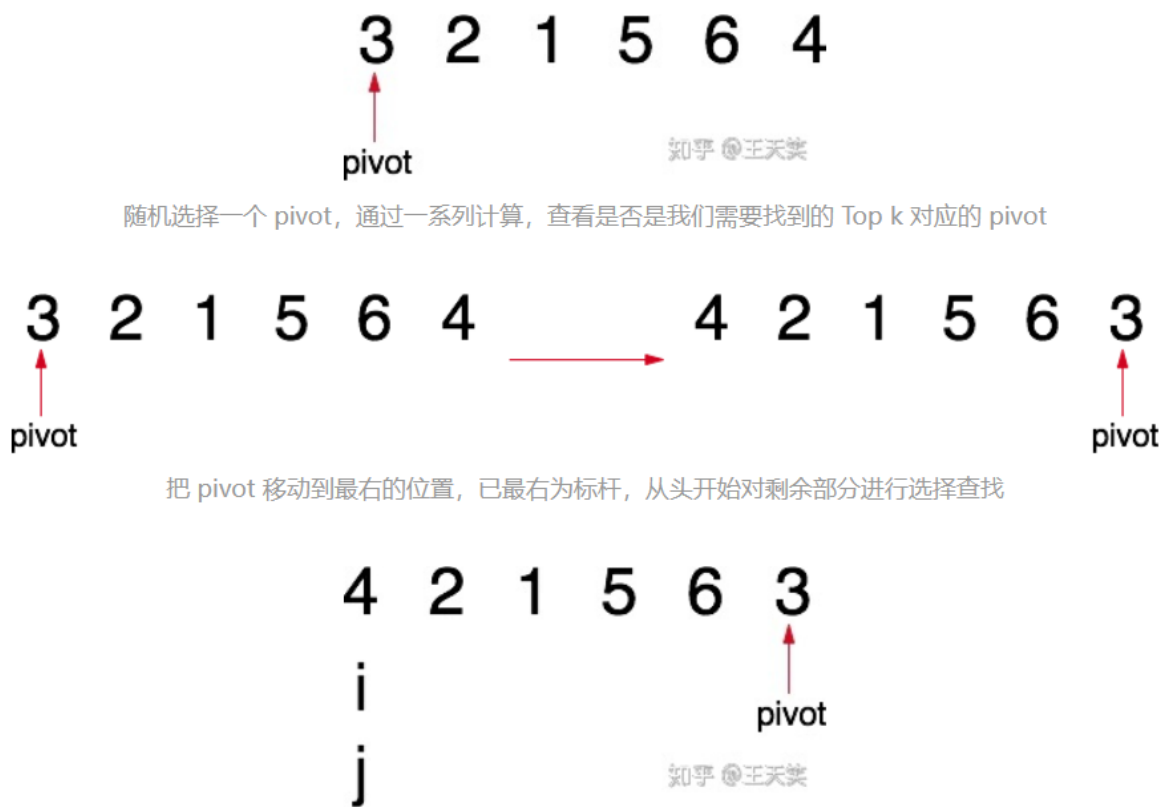 3 2 1 5 6 4
pivot
知乎 @王天笑
随机选择一个 pivot，通过一系列计算，查看是否是我们需要找到的 Top k 对应的 pivot
3 2 1 5 6 4 4 2 1 5 6 3
pivot pivot
把 pivot 移动到最右的位置，已最右为标杆，从头开始对剩余部分进行选择查找
4 2 1 5 6 3
i
pivot
j
知乎 @王天笑